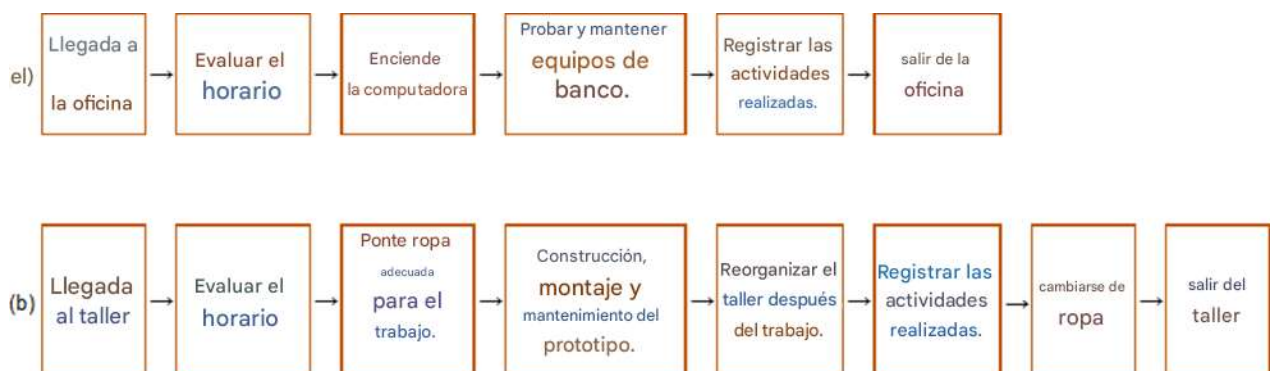 el)
Llegada a
la oficina
Evaluar el
horario
Enciende
la computadora
Probar y mantener
equipos de
banco.
Registrar las
actividades
realizadas.
salir de la
oficina
(b)
Llegada
al taller
Evaluar el
horario
Ponte ropa
adecuada
para el
trabajo.
Construcción,
montaje y
mantenimiento del
prototipo.
Reorganizar el
taller después
del trabajo.
Registrar las
actividades
realizadas.
cambiarse de
ropa
salir del
taller